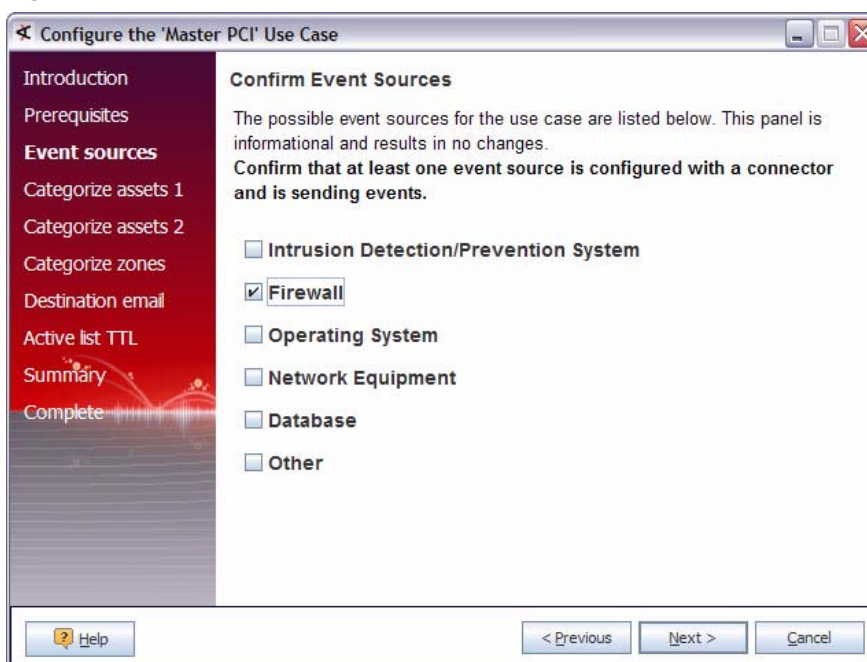 Configure the 'Master PCI' Use Case
Introduction
Prerequisites
Event sources
Categorize assets 1
Categorize assets 2
Categorize zones
Destination email
Active list TTL
Summary
Complete
Confirm Event Sources
The possible event sources for the use case are listed below. This panel is
informational and results in no changes.
Confirm that at least one event source is configured with a connector
and is sending events.
Intrusion Detection/Prevention System
Firewall
Operating System
Network Equipment
Database
Other
Help
< Previous
Next >
Cancel